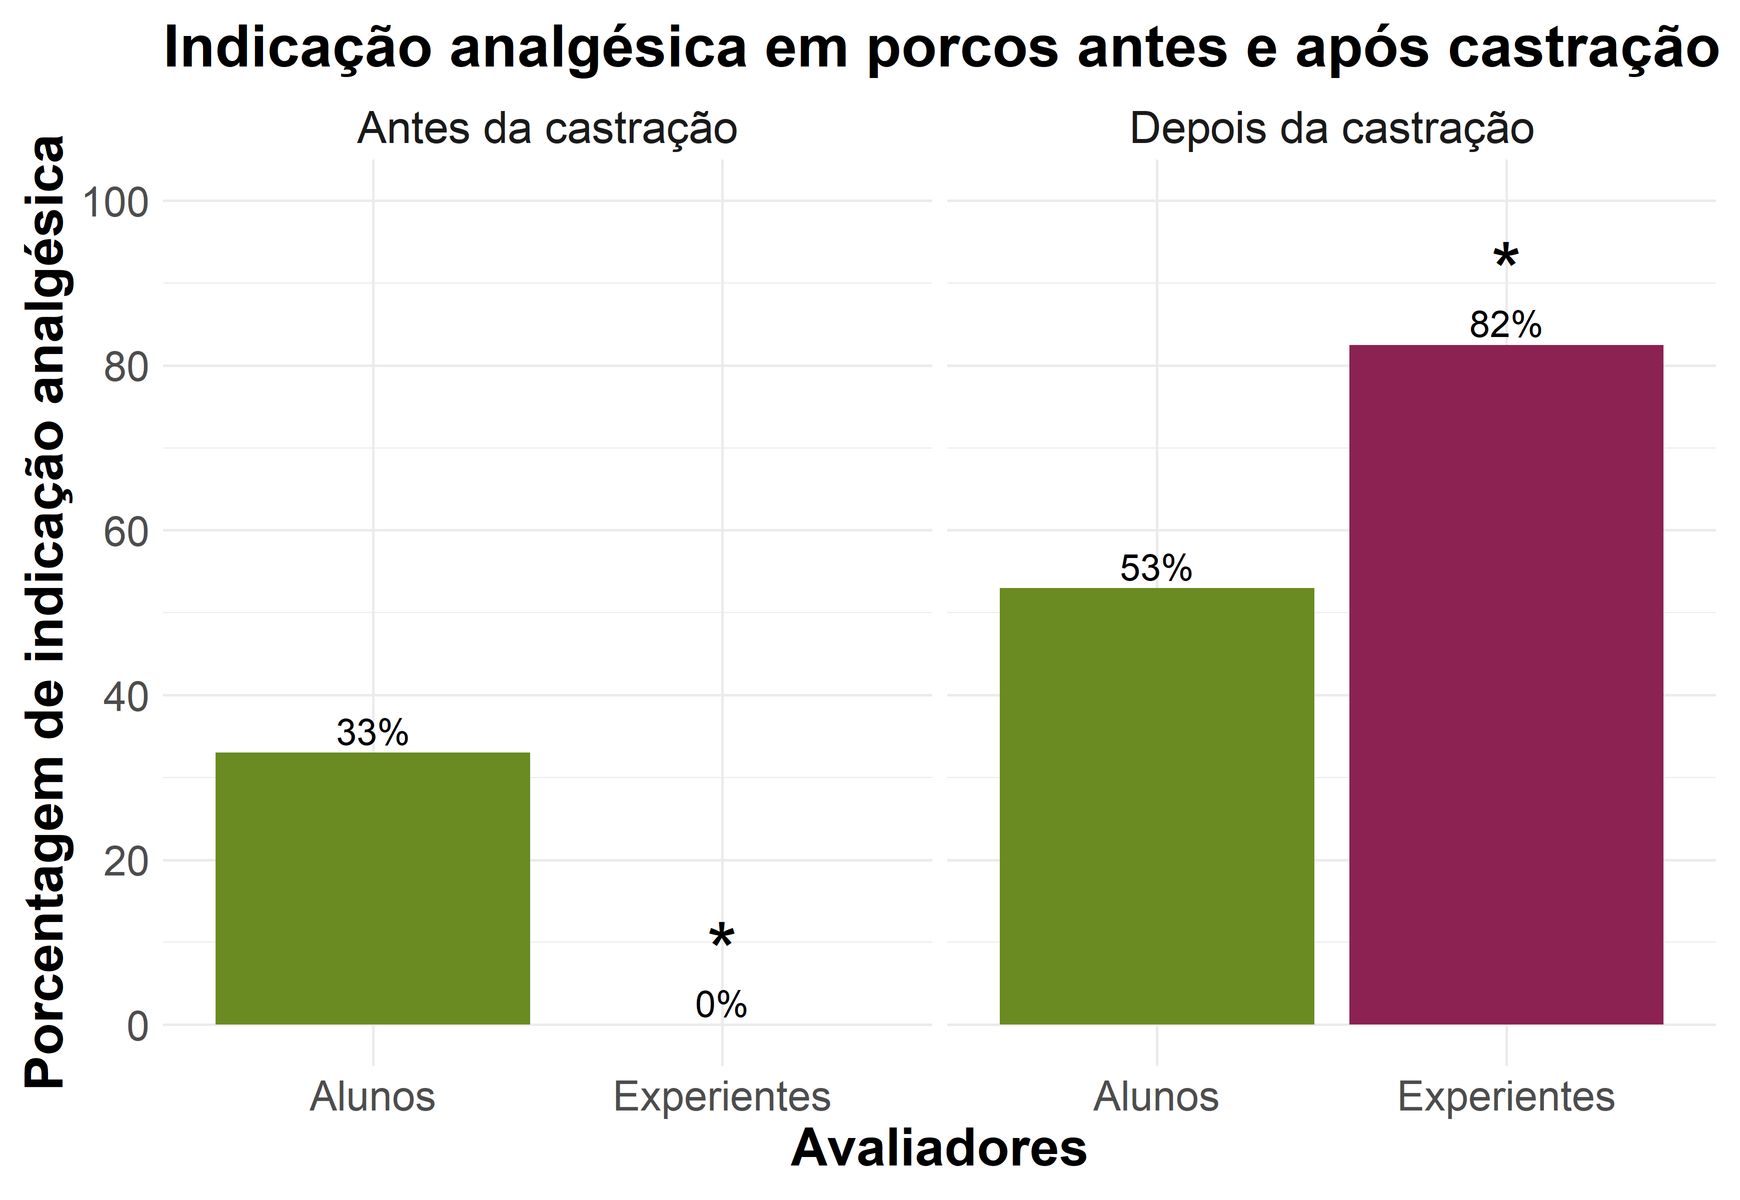 Indicação analgésica em porcos antes e após castração
Antes da castração
Depois da castração
Porcentagem de indicação analgésica
100
80
60
40
20
0
33%
*
0%
53%
*
82%
Alunos
Experientes
Alunos
Experientes
Avaliadores